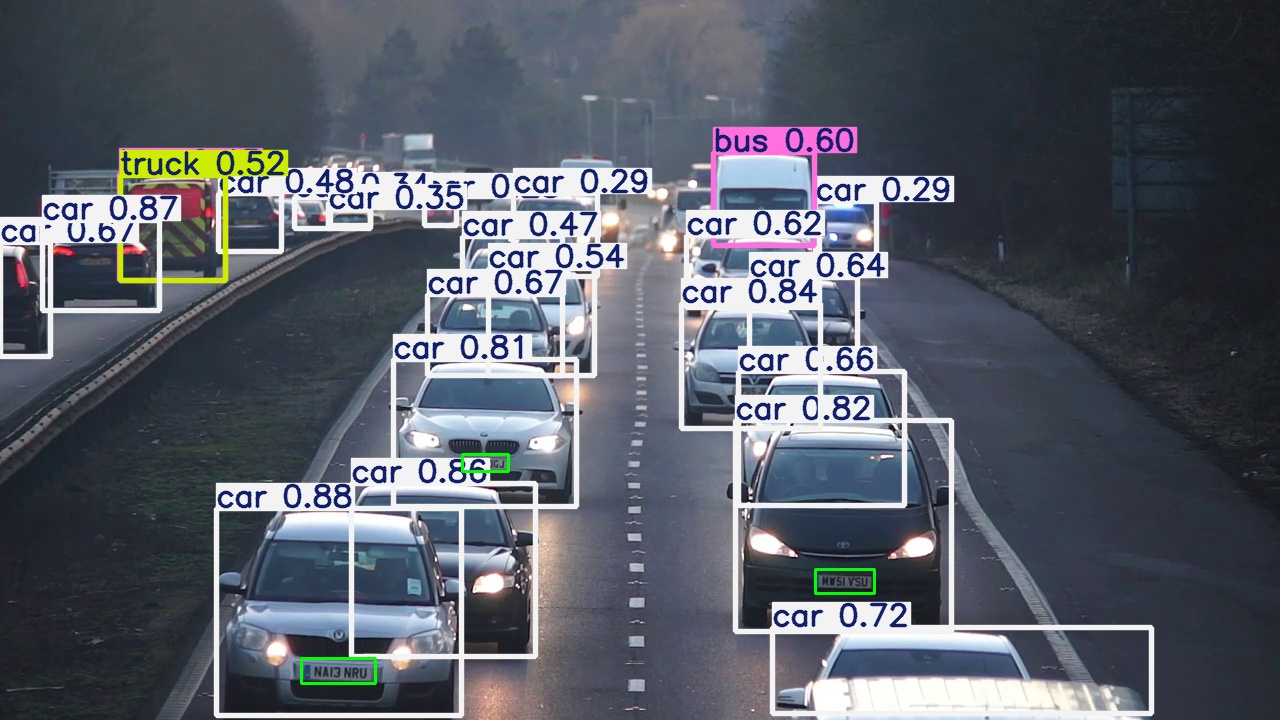 bus 0.60
truck 0.52
car 0.48
car 0.29
car 0.35
car 0.29
car 0.87
car 0.67
car 0.47
car 0.62
car 0.54
car 0.64
car 0.67
car 0.84
car 0.81
car 0.66
car 0.82
car 0.86
car 0.88
car 0.72
NA13 NRU